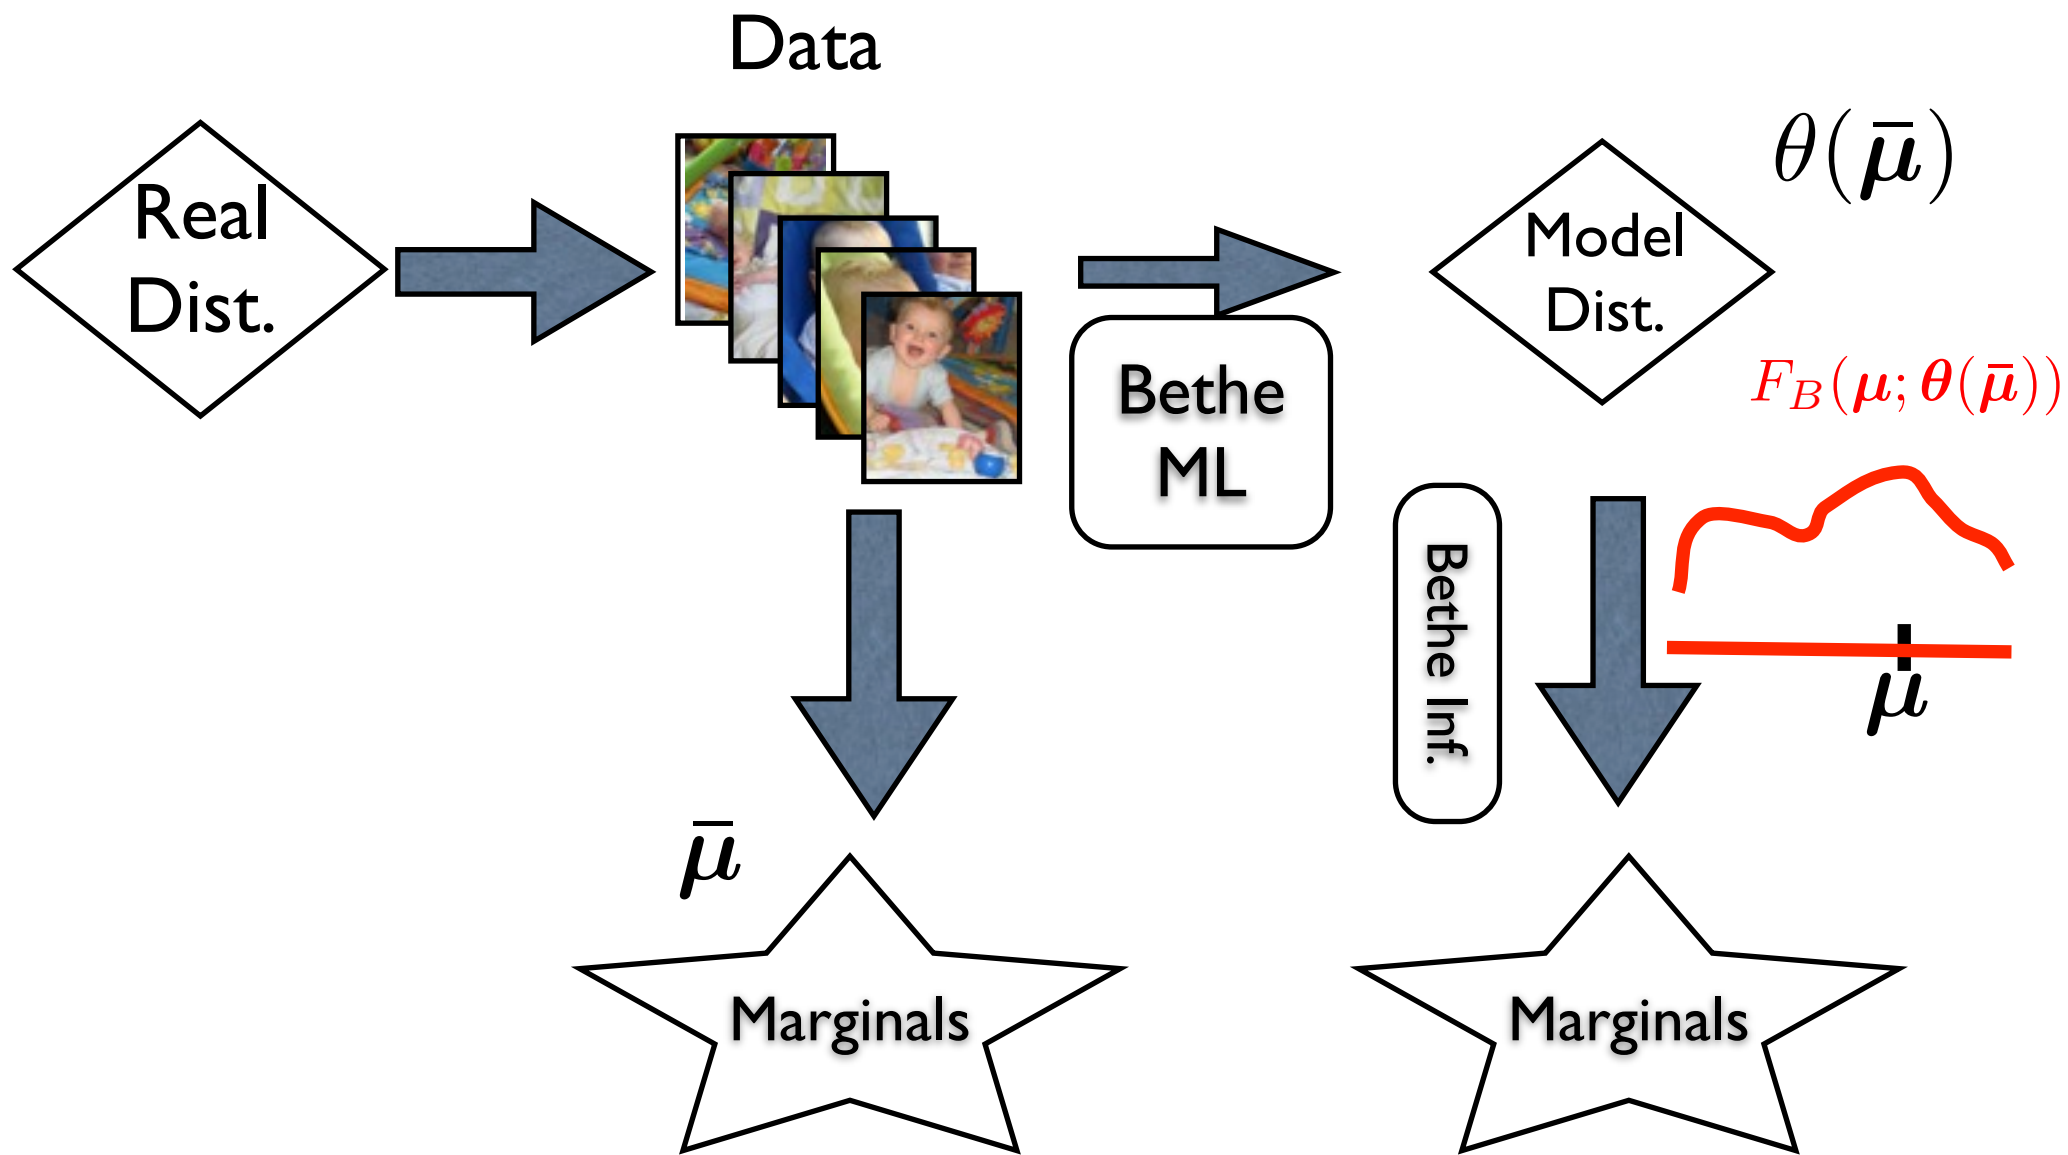 Data
Real
Dist.
Model
Dist.
θ(μ̄)
Bethe
ML
F_B(μ; θ(μ̄))
Bethe Inf.
μ
μ̄
Marginals
Marginals